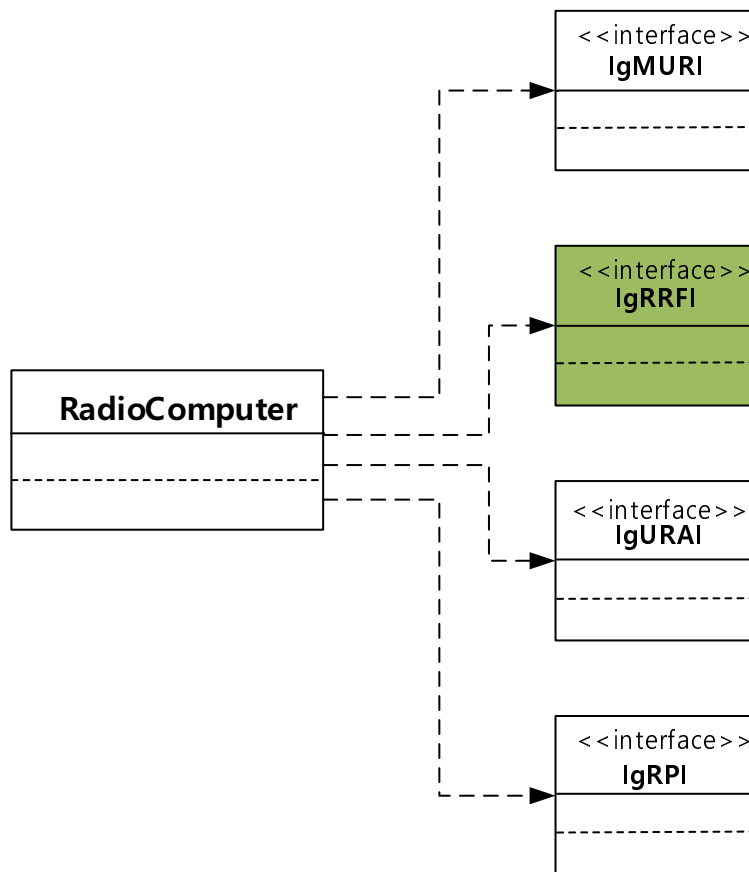 <<interface>>
IgMURI
<<interface>>
IgRRFI
RadioComputer
<<interface>>
IgURAI
<<interface>>
IgRPI